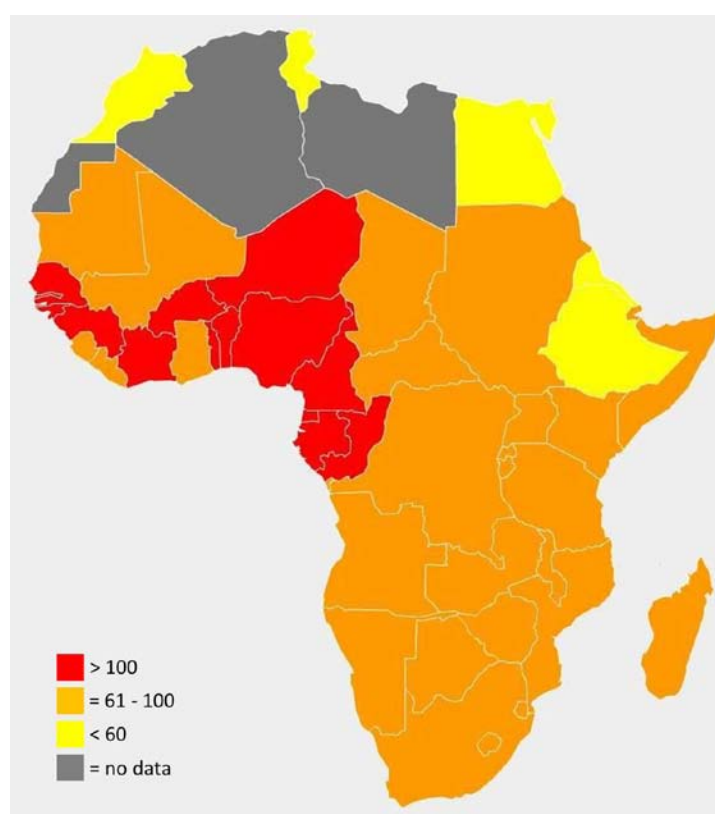 > 100
= 61 - 100
< 60
= no data